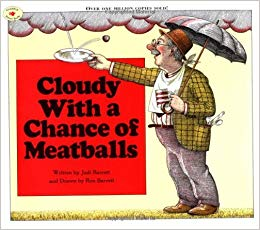 OVER ONE MILLION COPIES SOLD!
Cloudy
With a
Chance of
Meatballs
Written by Judi Barrett
and Drawn by Ron Barrett